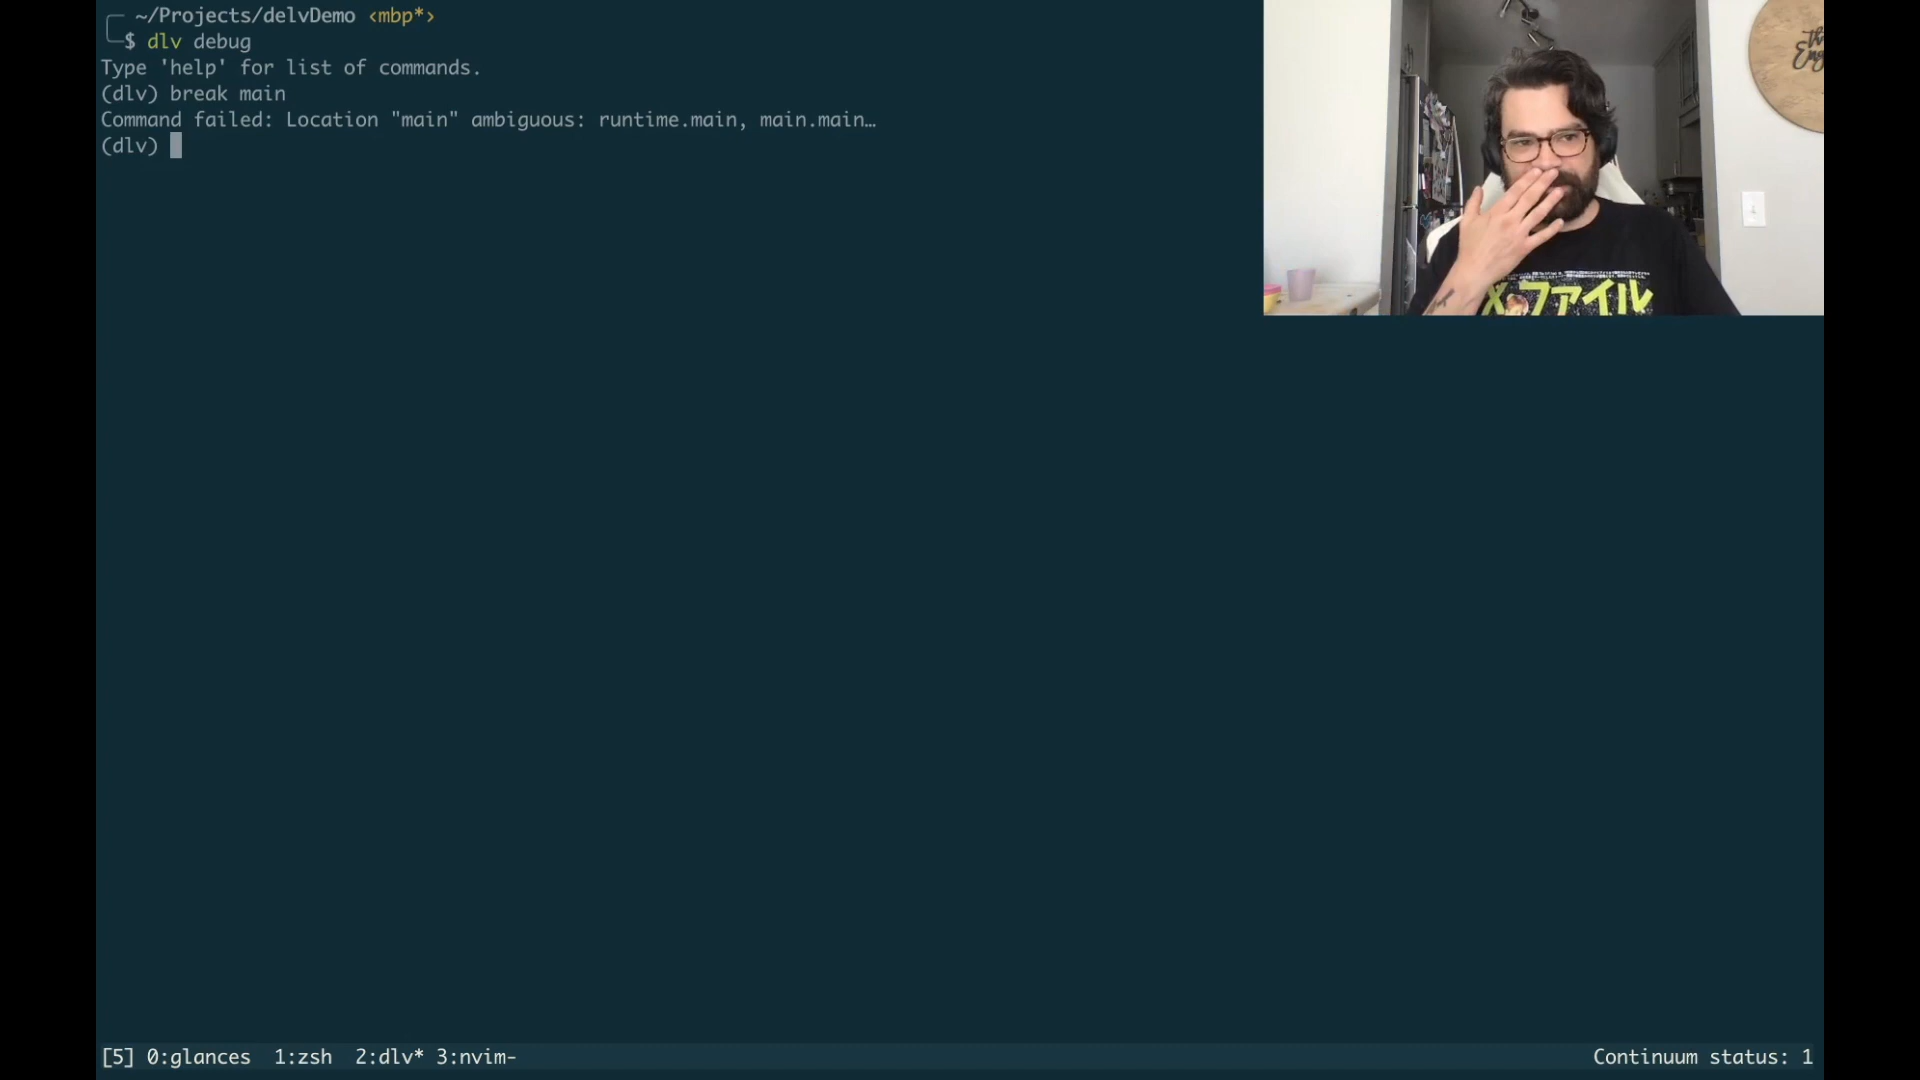 ~/Projects/delvDemo ‹mbp*›
$ dlv debug
Type 'help' for list of commands.
(dlv) break main
Command failed: Location "main" ambiguous: runtime.main, main.main…
(dlv)
ファイル
[5] 0:glances 1:zsh 2:dlv* 3:nvim-
Continuum status: 1